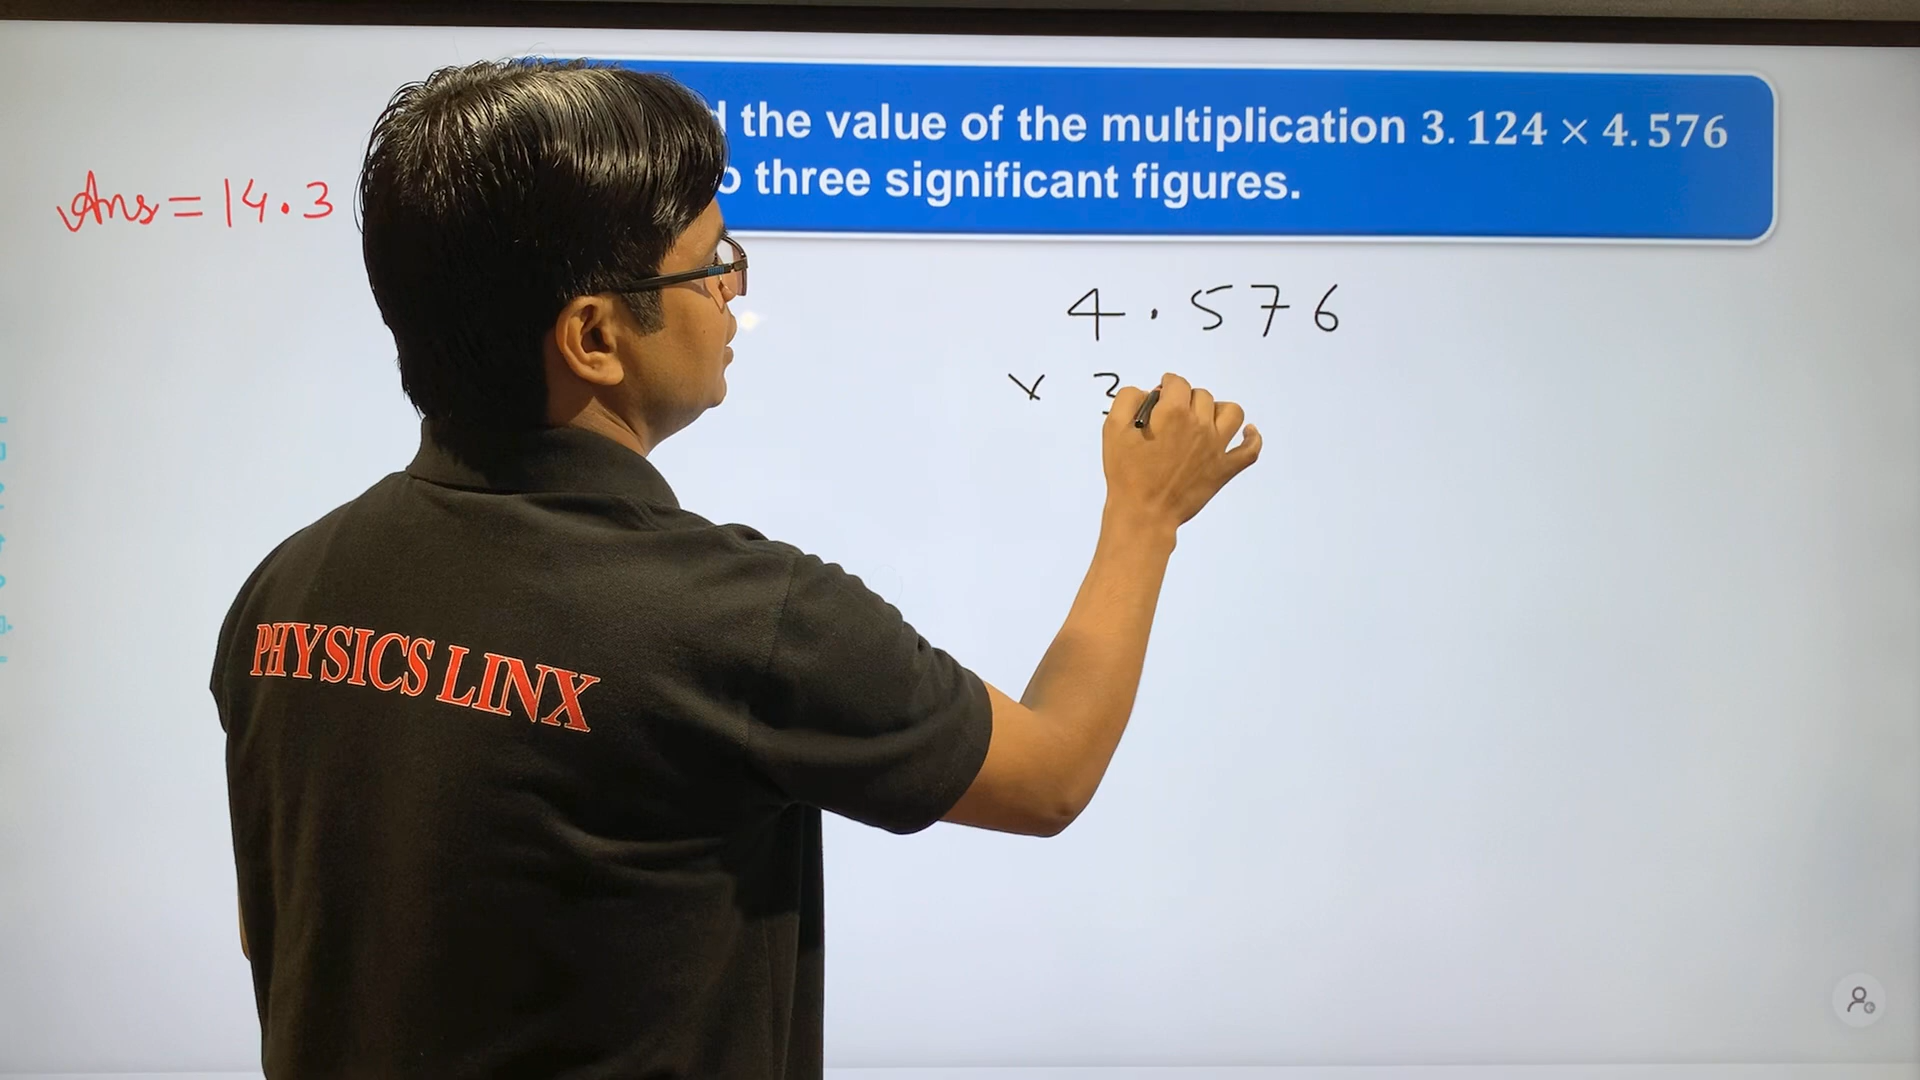 the value of the multiplication 3.124 × 4.576
three significant figures.
Ans = 14.3
4.576
× 3
PHYSICS LINX